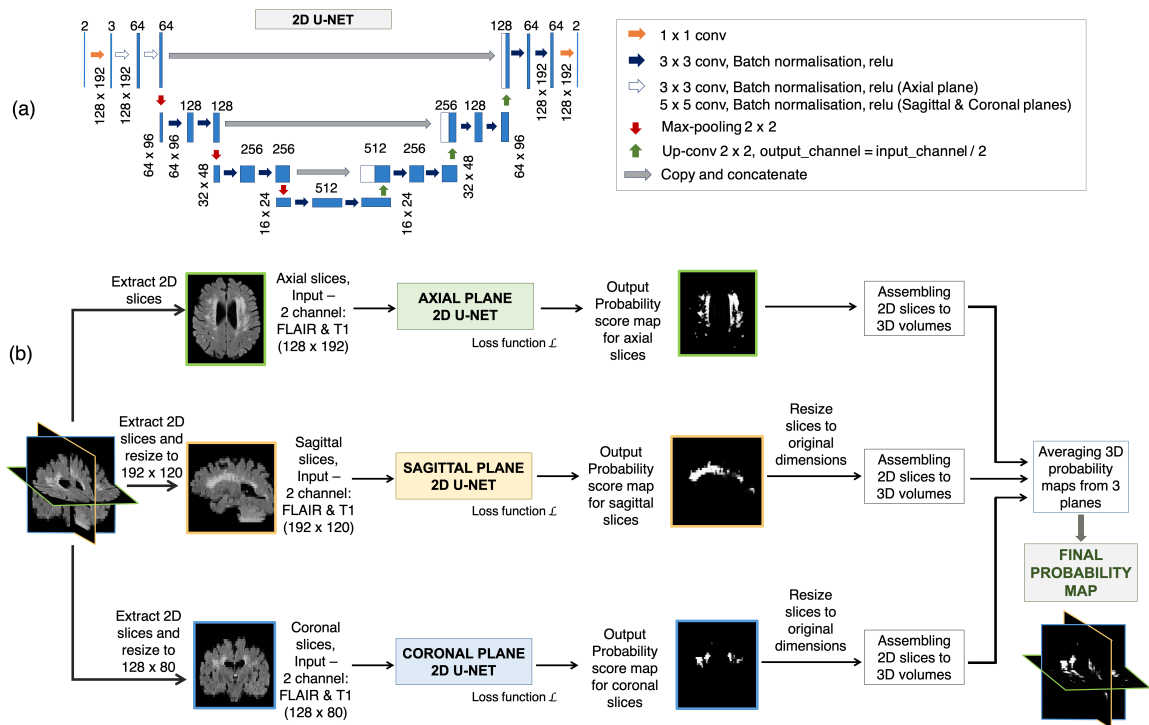 2D U-NET
2 3 64 64 128 64 64 2
128 x 192
128 x 192
128 x 192
128 x 192
(a)
128 128 256 128
64 x 96
64 x 96
64 x 96
256 256 512 256
32 x 48
32 x 48
512
16 x 24
16 x 24
1 x 1 conv
3 x 3 conv, Batch normalisation, relu
3 x 3 conv, Batch normalisation, relu (Axial plane)
5 x 5 conv, Batch normalisation, relu (Sagittal & Coronal planes)
Max-pooling 2 x 2
Up-conv 2 x 2, output_channel = input_channel / 2
Copy and concatenate
(b)
Extract 2D
slices
Axial slices,
Input –
2 channel:
FLAIR & T1
(128 x 192)
AXIAL PLANE
2D U-NET
Loss function ℒ
Output
Probability
score map
for axial
slices
Assembling
2D slices to
3D volumes
Extract 2D
slices and
resize to
192 x 120
Sagittal
slices,
Input –
2 channel:
FLAIR & T1
(192 x 120)
SAGITTAL PLANE
2D U-NET
Loss function ℒ
Output
Probability
score map
for sagittal
slices
Resize
slices to
original
dimensions
Assembling
2D slices to
3D volumes
Averaging 3D
probability
maps from 3
planes
FINAL
PROBABILITY
MAP
Extract 2D
slices and
resize to
128 x 80
Coronal
slices,
Input –
2 channel:
FLAIR & T1
(128 x 80)
CORONAL PLANE
2D U-NET
Loss function ℒ
Output
Probability
score map
for coronal
slices
Resize
slices to
original
dimensions
Assembling
2D slices to
3D volumes